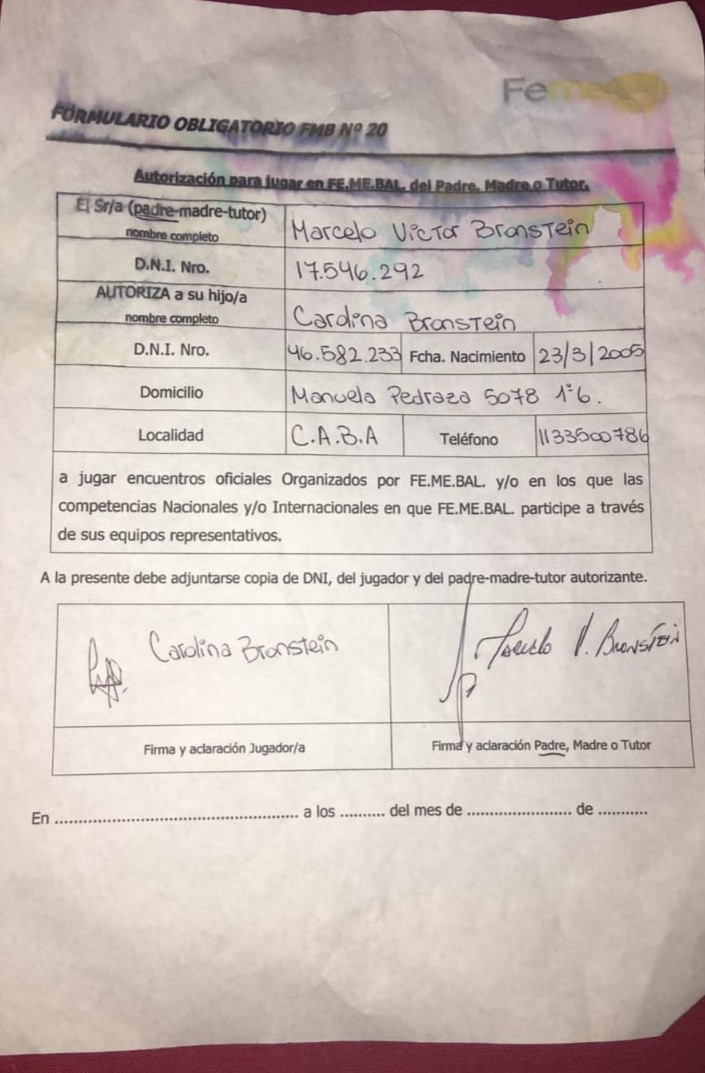 Feme
FORMULARIO OBLIGATORIO FMB Nº 20
Autorización para jugar en FE.ME.BAL. del Padre, Madre o Tutor.
El Sr/a (padre-madre-tutor)
nombre completo
Marcelo Victor Bronstein
D.N.I. Nro.
17.546.292
AUTORIZA a su hijo/a
nombre completo
Carolina Bronstein
D.N.I. Nro.
46.582.233
Fcha. Nacimiento
23/3/2005
Domicilio
Manuela Pedraza 5078 1º6.
Localidad
C.A.B.A
Teléfono
1133500786
a jugar encuentros oficiales Organizados por FE.ME.BAL. y/o en los que las
competencias Nacionales y/o Internacionales en que FE.ME.BAL. participe a través
de sus equipos representativos.
A la presente debe adjuntarse copia de DNI, del jugador y del padre-madre-tutor autorizante.
Carolina Bronstein
Marcelo V. Bronstein
Firma y aclaración Jugador/a
Firma y aclaración Padre, Madre o Tutor
En .................................................. a los .......... del mes de ...................... de ...........